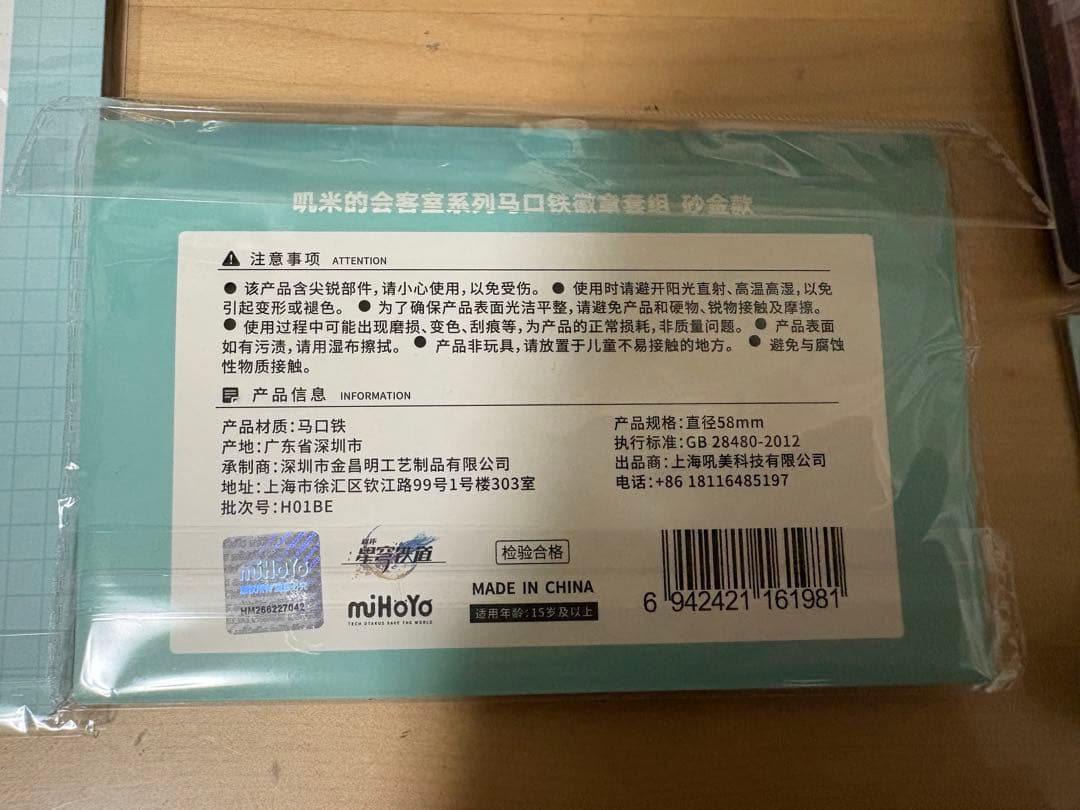 叽米的会客室系列马口铁徽章套组 砂金款
注意事项 ATTENTION
● 该产品含尖锐部件，请小心使用，以免受伤。 ● 使用时请避开阳光直射、高温高湿，以免
引起变形或褪色。 ● 为了确保产品表面光洁平整，请避免产品和硬物、锐物接触及摩擦。
● 使用过程中可能出现磨损、变色、刮痕等，为产品的正常损耗，非质量问题。 ● 产品表面
如有污渍，请用湿布擦拭。 ● 产品非玩具，请放置于儿童不易接触的地方。 ● 避免与腐蚀
性物质接触。
产品信息 INFORMATION
产品材质：马口铁
产地：广东省深圳市
承制商：深圳市金昌明工艺制品有限公司
地址：上海市徐汇区钦江路99号1号楼303室
批次号：H01BE
产品规格：直径58mm
执行标准：GB 28480-2012
出品商：上海吼美科技有限公司
电话：+86 18116485197
miHoYo
HM266227042
崩坏
星穹铁道
miHoYo
TECH OTAKUS SAVE THE WORLD
检验合格
MADE IN CHINA
适用年龄：15岁及以上
6 942421 161981